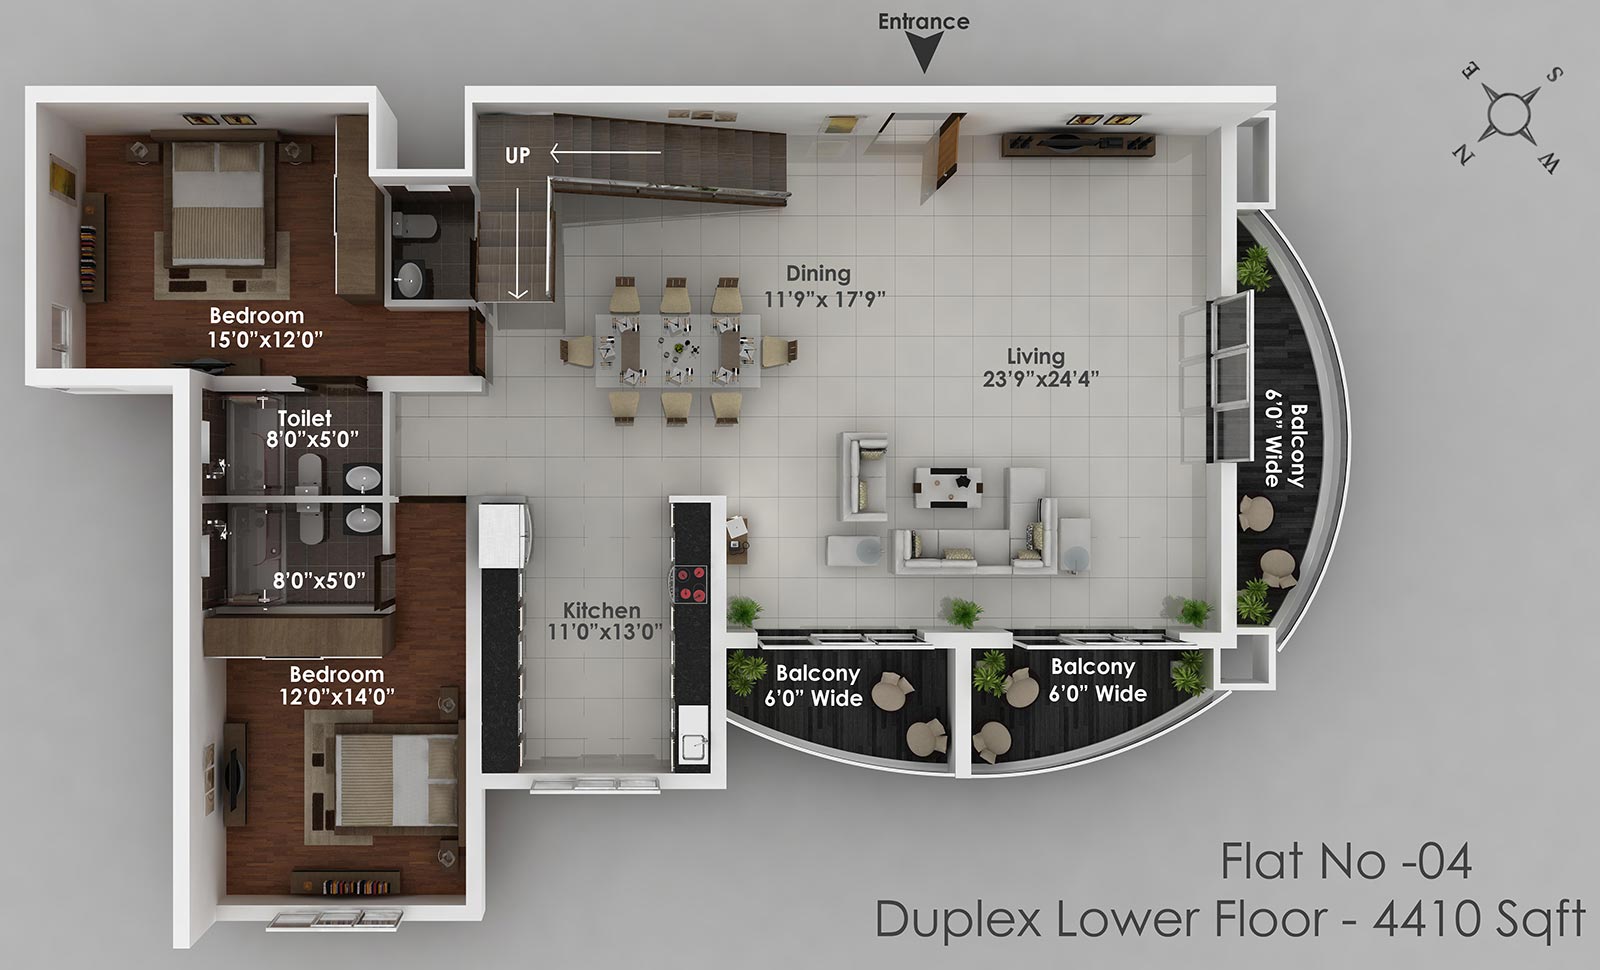 Entrance
E
S
N
W
UP
Dining
11'9"x 17'9"
Bedroom
15'0"x12'0"
Living
23'9"x24'4"
Toilet
8'0"x5'0"
Balcony
6'0" Wide
8'0"x5'0"
Kitchen
11'0"x13'0"
Bedroom
12'0"x14'0"
Balcony
6'0" Wide
Balcony
6'0" Wide
Flat No -04
Duplex Lower Floor - 4410 Sqft